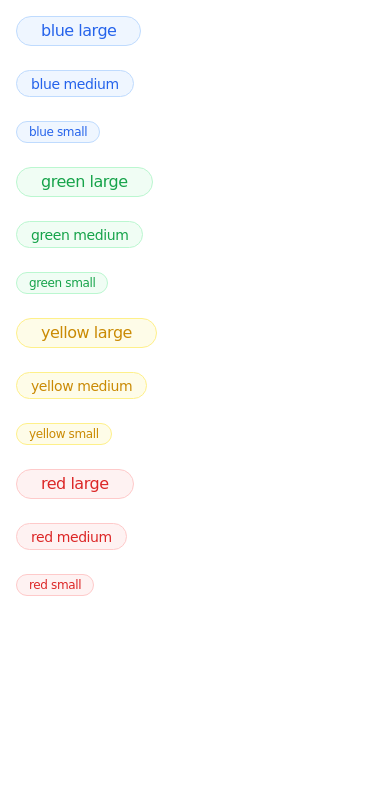 blue large
blue medium
blue small
green large
green medium
green small
yellow large
yellow medium
yellow small
red large
red medium
red small